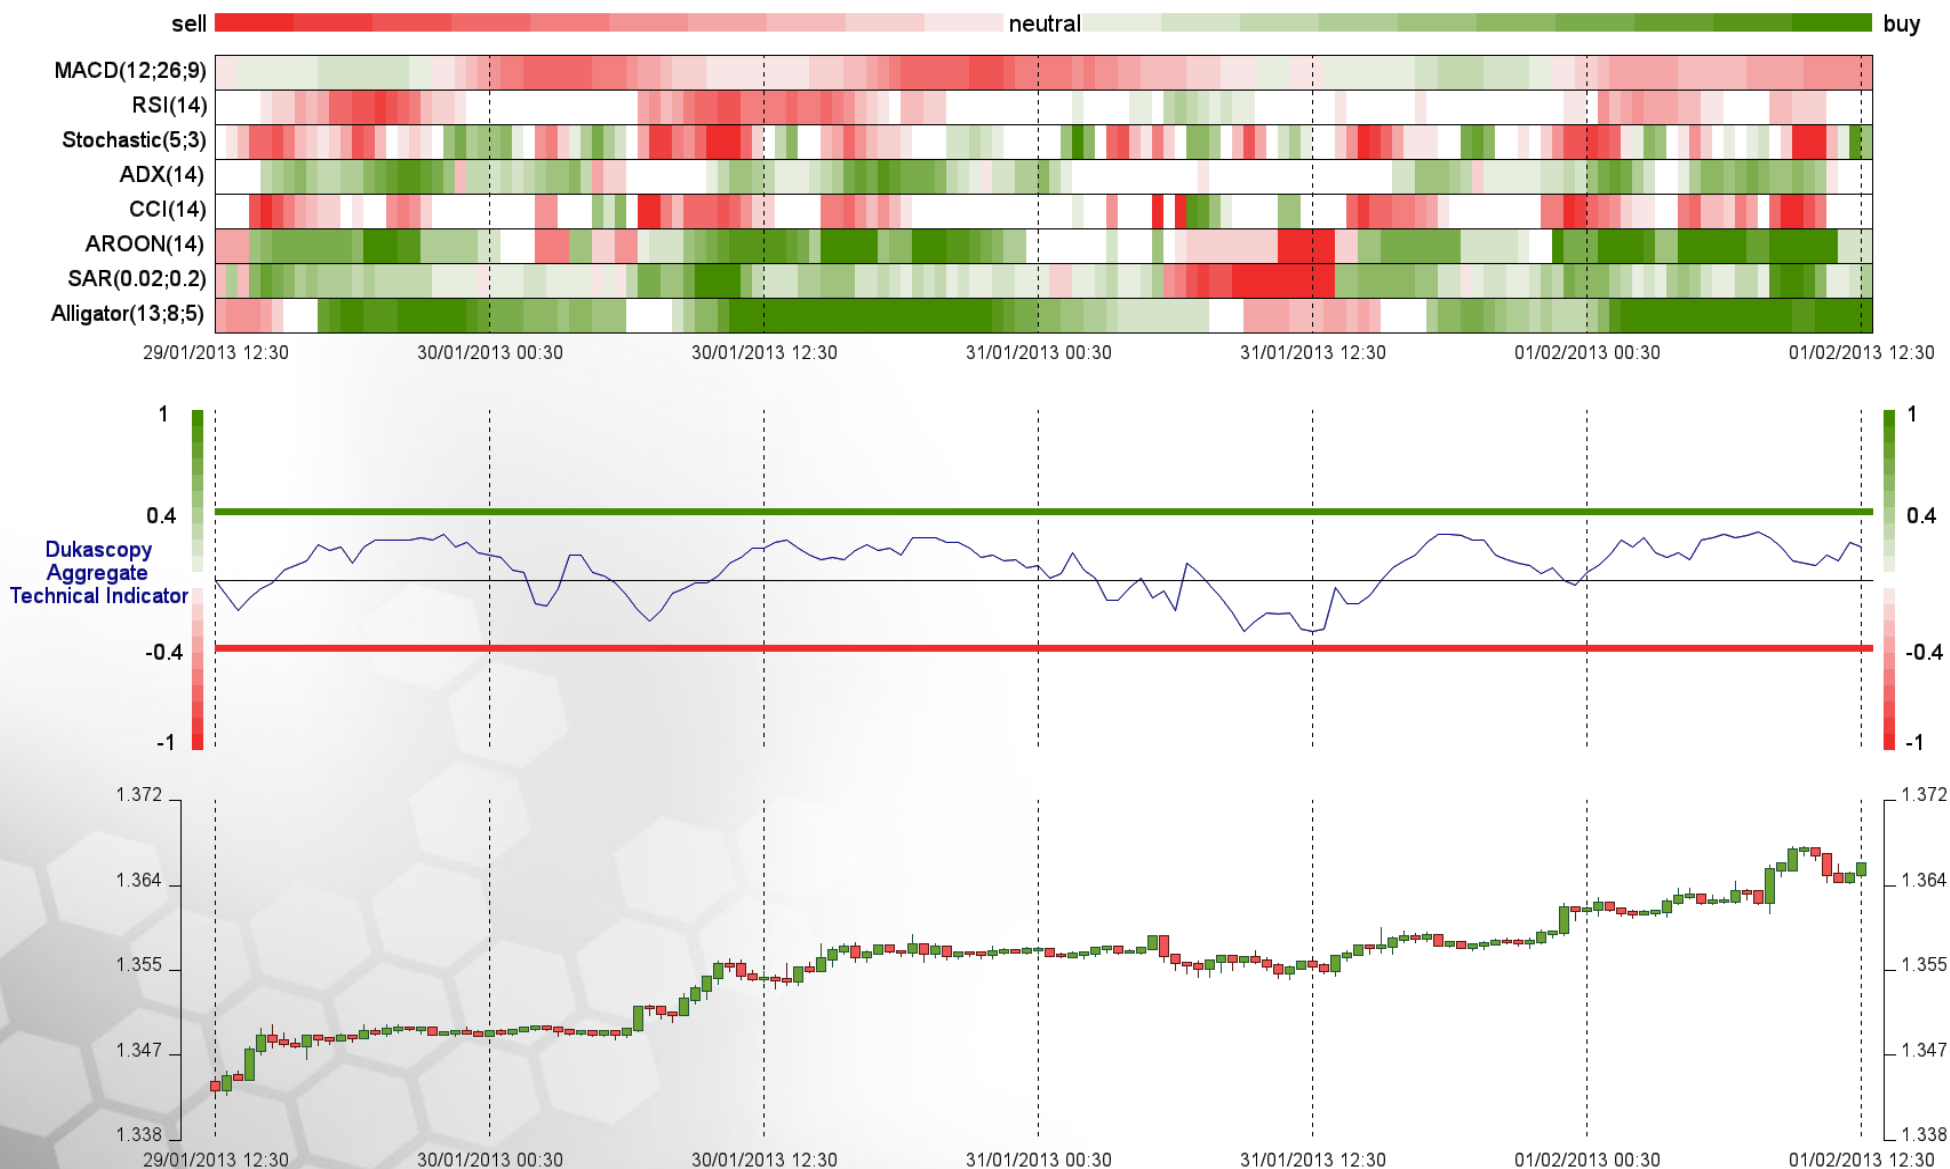 sell neutral buy
MACD(12;26;9)
RSI(14)
Stochastic(5;3)
ADX(14)
CCI(14)
AROON(14)
SAR(0.02;0.2)
Alligator(13;8;5)
29/01/2013 12:30 30/01/2013 00:30 30/01/2013 12:30 31/01/2013 00:30 31/01/2013 12:30 01/02/2013 00:30 01/02/2013 12:30
1 1
0.4 0.4
Dukascopy
Aggregate
Technical Indicator
-0.4 -0.4
-1 -1
1.372 1.372
1.364 1.364
1.355 1.355
1.347 1.347
1.338 1.338
29/01/2013 12:30 30/01/2013 00:30 30/01/2013 12:30 31/01/2013 00:30 31/01/2013 12:30 01/02/2013 00:30 01/02/2013 12:30